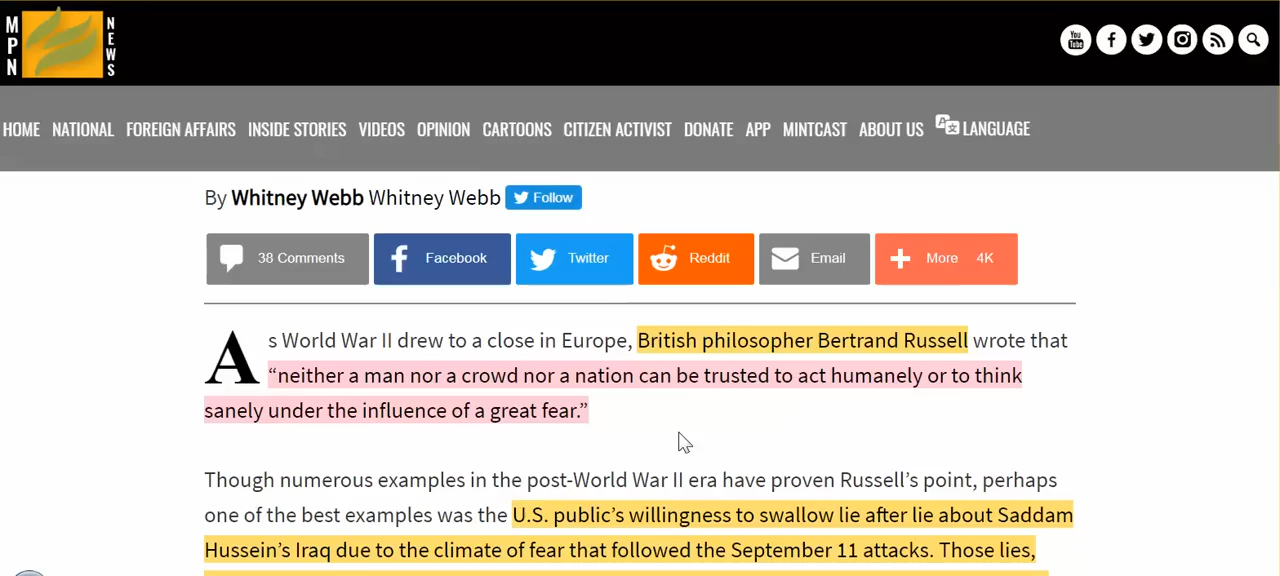 MPN NEWS
HOME NATIONAL FOREIGN AFFAIRS INSIDE STORIES VIDEOS OPINION CARTOONS CITIZEN ACTIVIST DONATE APP MINTCAST ABOUT US LANGUAGE
By Whitney Webb Whitney Webb Follow
38 Comments Facebook Twitter Reddit Email More 4K
As World War II drew to a close in Europe, British philosopher Bertrand Russell wrote that
“neither a man nor a crowd nor a nation can be trusted to act humanely or to think
sanely under the influence of a great fear.”
Though numerous examples in the post-World War II era have proven Russell’s point, perhaps
one of the best examples was the U.S. public’s willingness to swallow lie after lie about Saddam
Hussein’s Iraq due to the climate of fear that followed the September 11 attacks. Those lies,